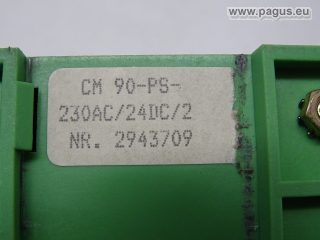 www.pagus.eu
CM 90-PS-
230AC/24DC/2
NR. 2943709